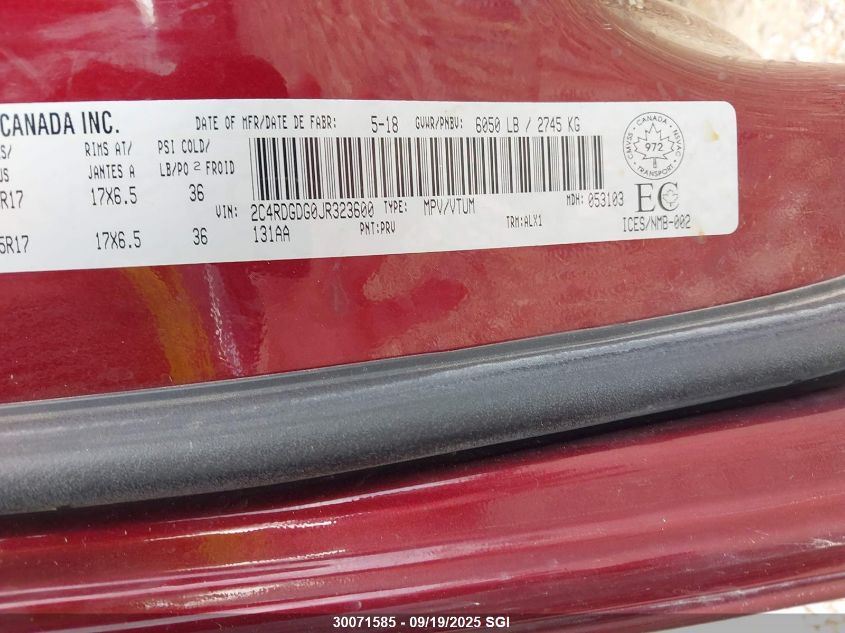 CANADA INC. DATE OF MFR/DATE DE FABR: 5-18 GVWR/PNBV: 6050 LB / 2745 KG
RIMS AT/ PSI COLD/
JANTES A LB/PO 2 FROID
R17 17X6.5 36
VIN: 2C4RDGDG0JR323600 TYPE: MPV/VTUM MDH: 053103
5R17 17X6.5 36 131AA PNT:PRV TRM:ALX1
CANADA
CMVSS NSVAC
972
TRANSPORT
EC
ICES/NMB-002
30071585 - 09/19/2025 SGI